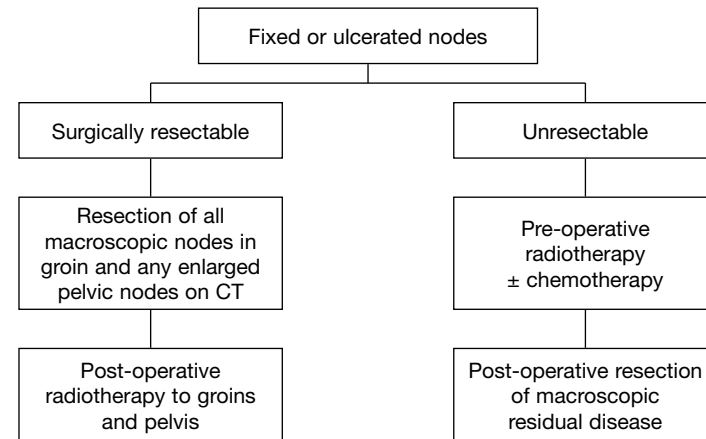 Fixed or ulcerated nodes
Surgically resectable
Unresectable
Resection of all
macroscopic nodes in
groin and any enlarged
pelvic nodes on CT
Pre-operative
radiotherapy
± chemotherapy
Post-operative
radiotherapy to groins
and pelvis
Post-operative resection
of macroscopic
residual disease